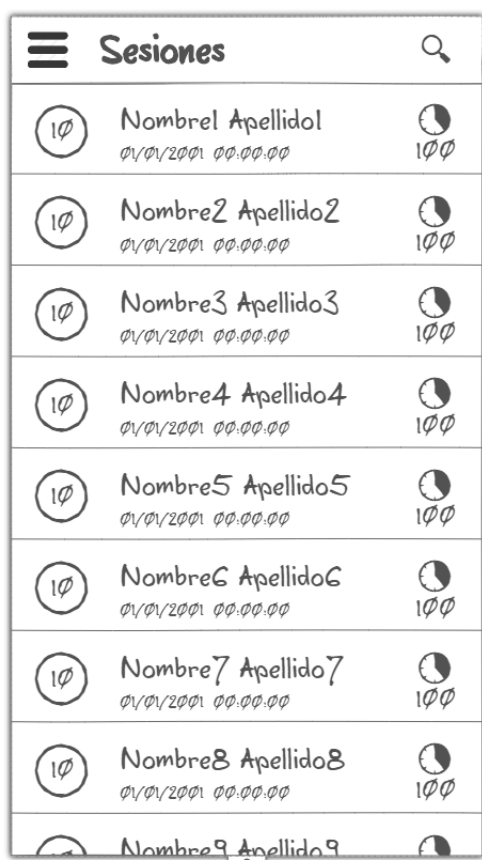 Sesiones
10 Nombre1 Apellido1
01/01/2001 00:00:00 100
10 Nombre2 Apellido2
01/01/2001 00:00:00 100
10 Nombre3 Apellido3
01/01/2001 00:00:00 100
10 Nombre4 Apellido4
01/01/2001 00:00:00 100
10 Nombre5 Apellido5
01/01/2001 00:00:00 100
10 Nombre6 Apellido6
01/01/2001 00:00:00 100
10 Nombre7 Apellido7
01/01/2001 00:00:00 100
10 Nombre8 Apellido8
01/01/2001 00:00:00 100
Nombre9 Apellido9